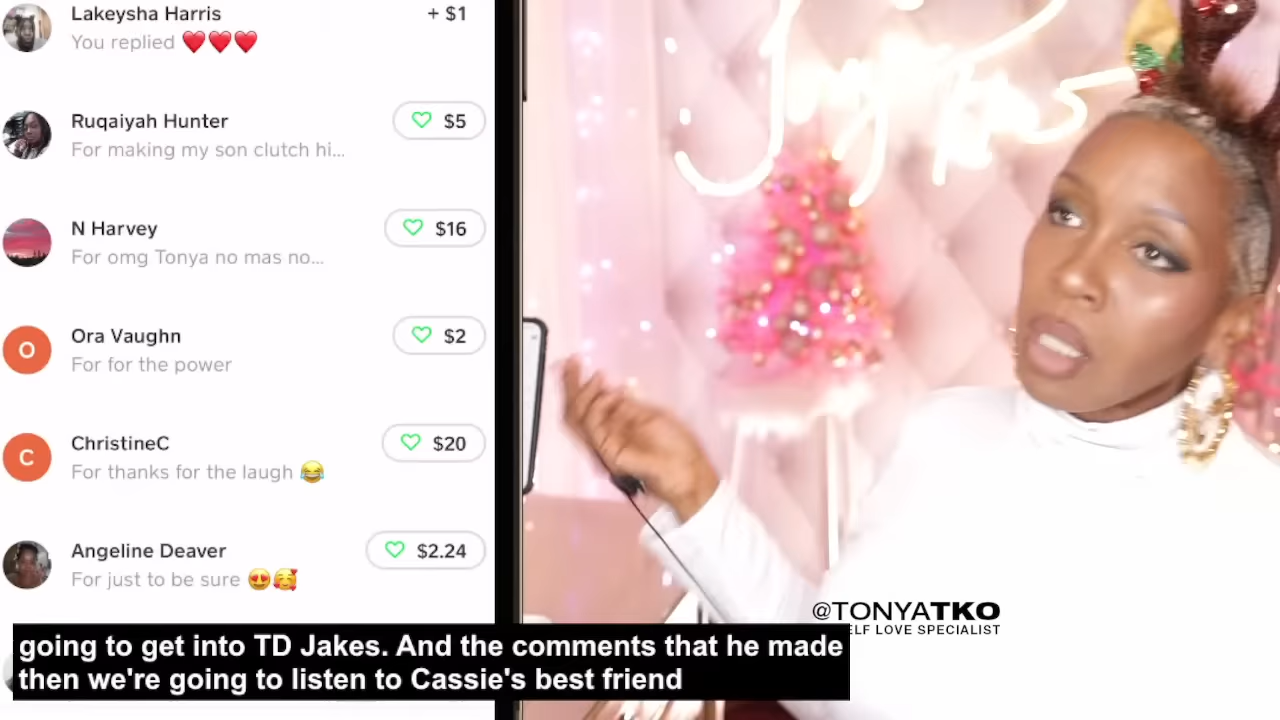 Lakeysha Harris
+ $1
You replied ❤️❤️❤️
Ruqaiyah Hunter
$5
For making my son clutch hi...
N Harvey
$16
For omg Tonya no mas no...
Ora Vaughn
$2
For for the power
O
ChristineC
$20
For thanks for the laugh 😂
C
Angeline Deaver
$2.24
For just to be sure 😍🥰
@TONYATKO
ELF LOVE SPECIALIST
going to get into TD Jakes. And the comments that he made
then we're going to listen to Cassie's best friend